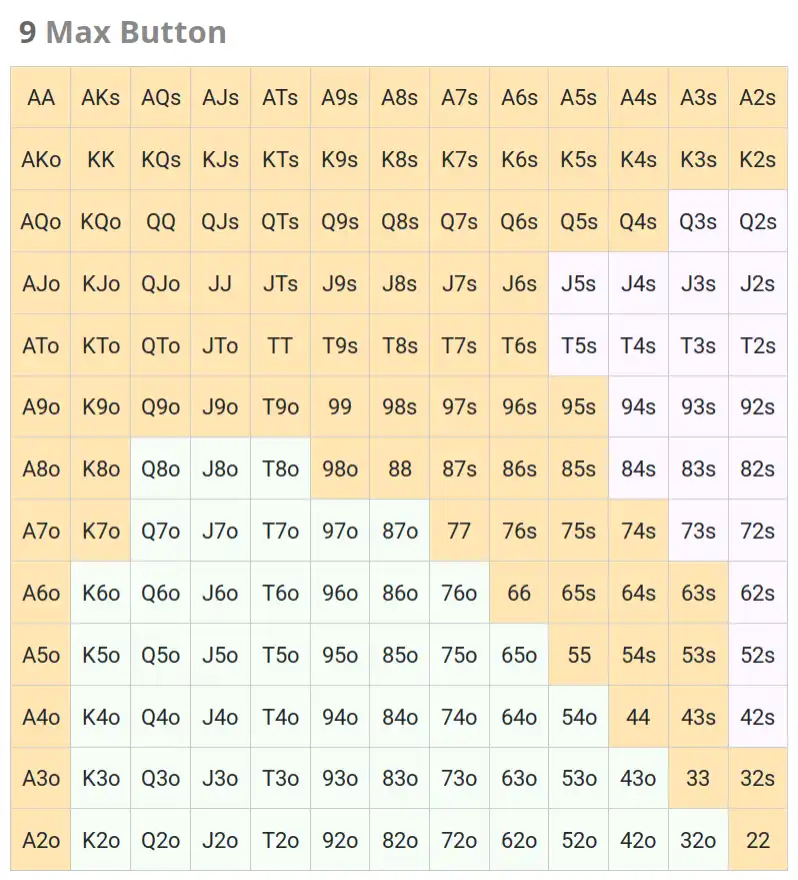 9 Max Button
AA AKs AQs AJs ATs A9s A8s A7s A6s A5s A4s A3s A2s
AKo KK KQs KJs KTs K9s K8s K7s K6s K5s K4s K3s K2s
AQo KQo QQ QJs QTs Q9s Q8s Q7s Q6s Q5s Q4s Q3s Q2s
AJo KJo QJo JJ JTs J9s J8s J7s J6s J5s J4s J3s J2s
ATo KTo QTo JTo TT T9s T8s T7s T6s T5s T4s T3s T2s
A9o K9o Q9o J9o T9o 99 98s 97s 96s 95s 94s 93s 92s
A8o K8o Q8o J8o T8o 98o 88 87s 86s 85s 84s 83s 82s
A7o K7o Q7o J7o T7o 97o 87o 77 76s 75s 74s 73s 72s
A6o K6o Q6o J6o T6o 96o 86o 76o 66 65s 64s 63s 62s
A5o K5o Q5o J5o T5o 95o 85o 75o 65o 55 54s 53s 52s
A4o K4o Q4o J4o T4o 94o 84o 74o 64o 54o 44 43s 42s
A3o K3o Q3o J3o T3o 93o 83o 73o 63o 53o 43o 33 32s
A2o K2o Q2o J2o T2o 92o 82o 72o 62o 52o 42o 32o 22